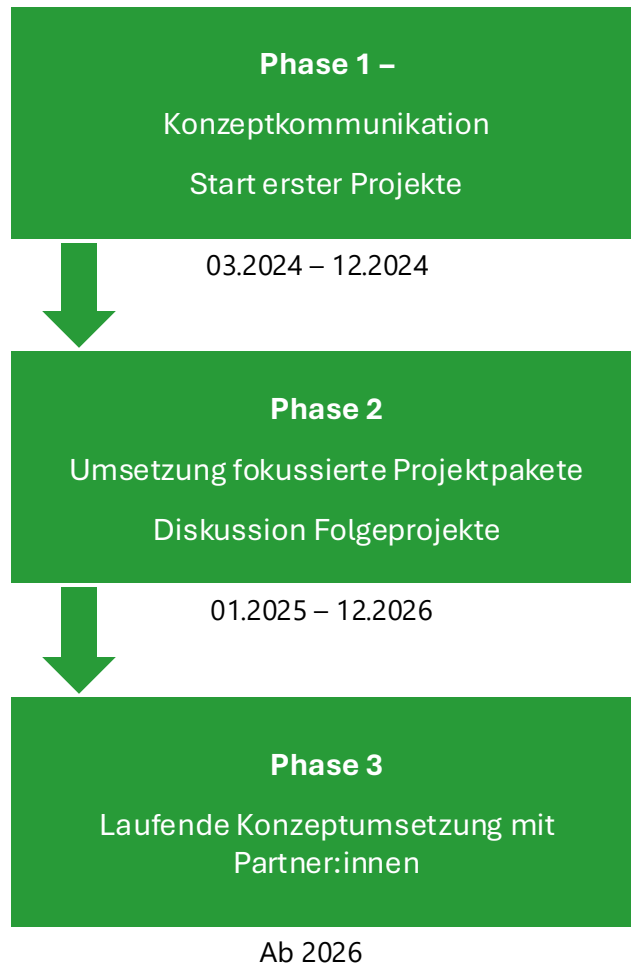 Phase 1 –
Konzeptkommunikation
Start erster Projekte
03.2024 – 12.2024
Phase 2
Umsetzung fokussierte Projektpakete
Diskussion Folgeprojekte
01.2025 – 12.2026
Phase 3
Laufende Konzeptumsetzung mit
Partner:innen
Ab 2026